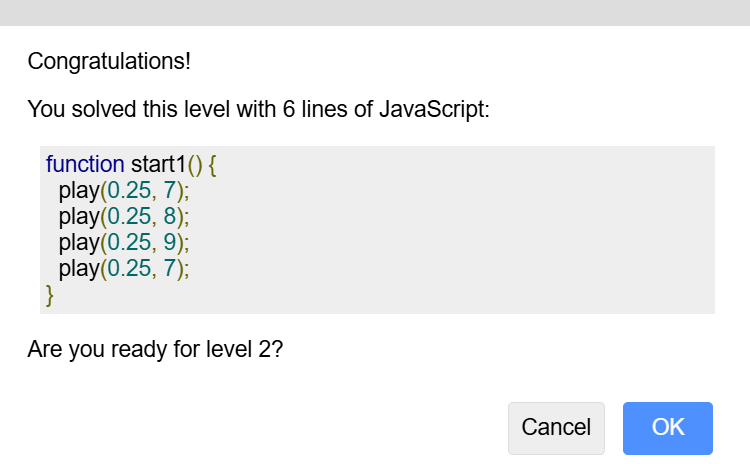 Congratulations!
You solved this level with 6 lines of JavaScript:
function start1() {
  play(0.25, 7);
  play(0.25, 8);
  play(0.25, 9);
  play(0.25, 7);
}
Are you ready for level 2?
Cancel OK